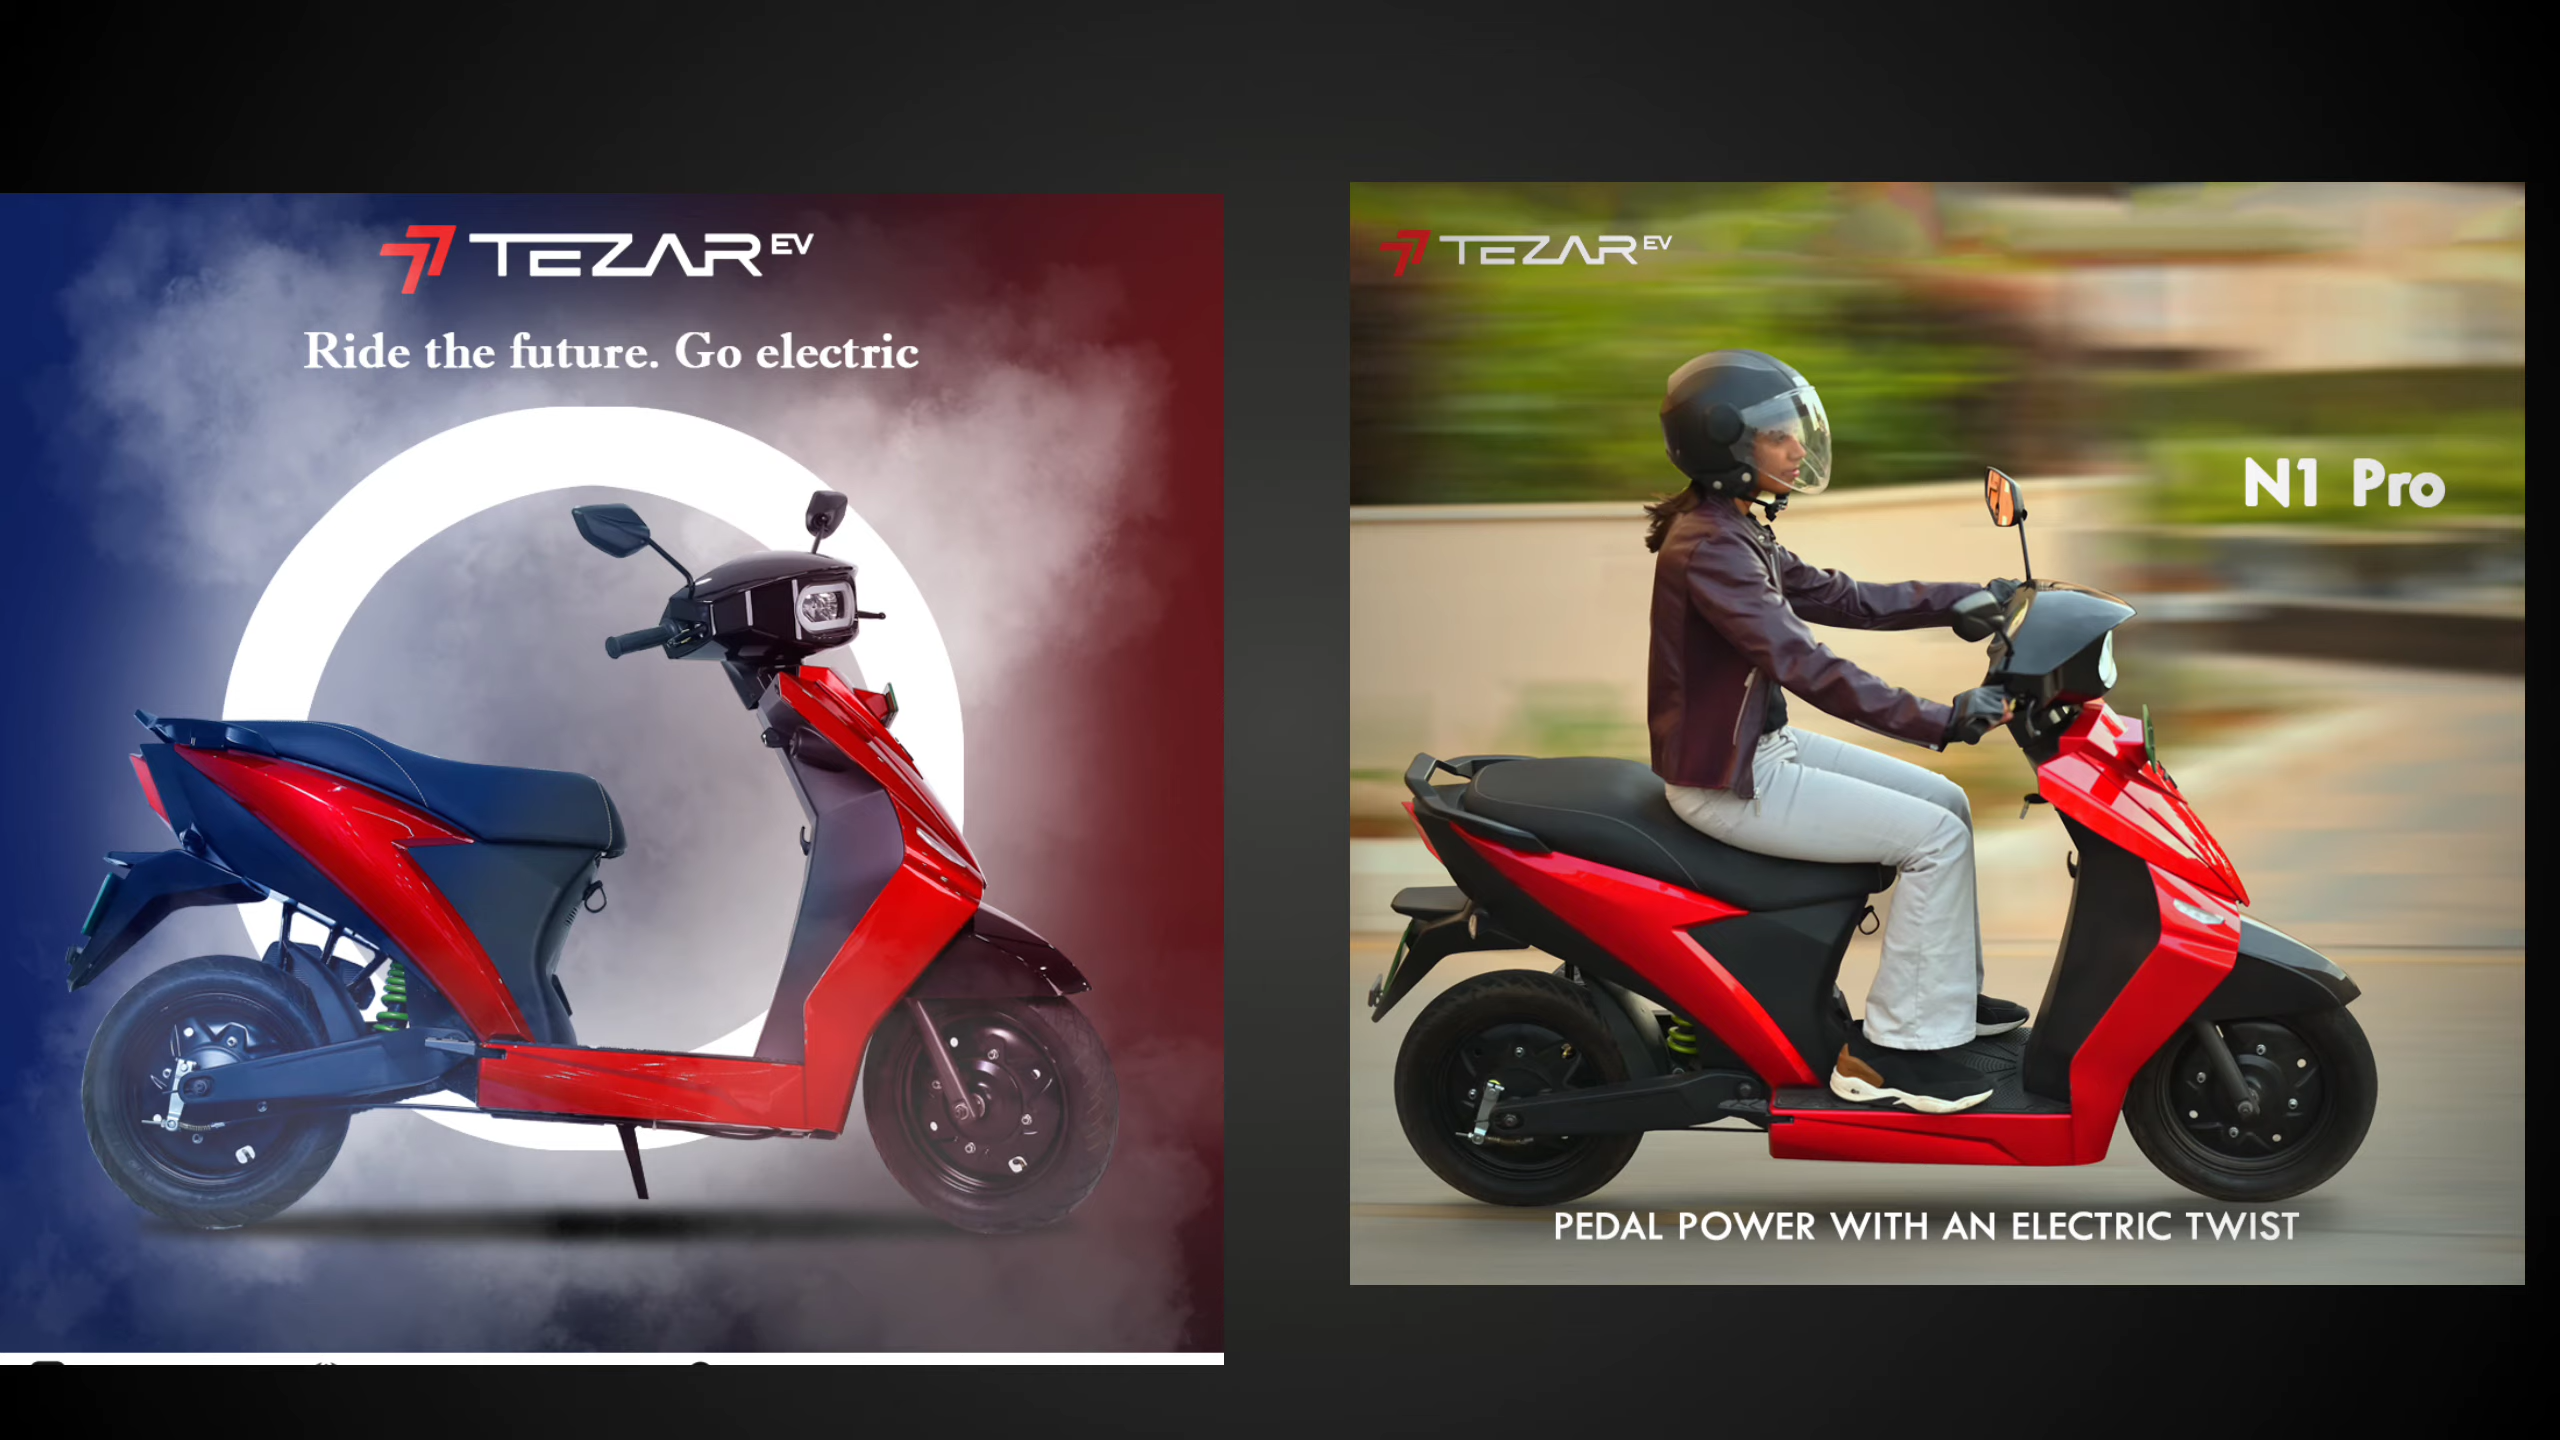 TEZAR EV
Ride the future. Go electric
TEZAR EV
N1 Pro
PEDAL POWER WITH AN ELECTRIC TWIST